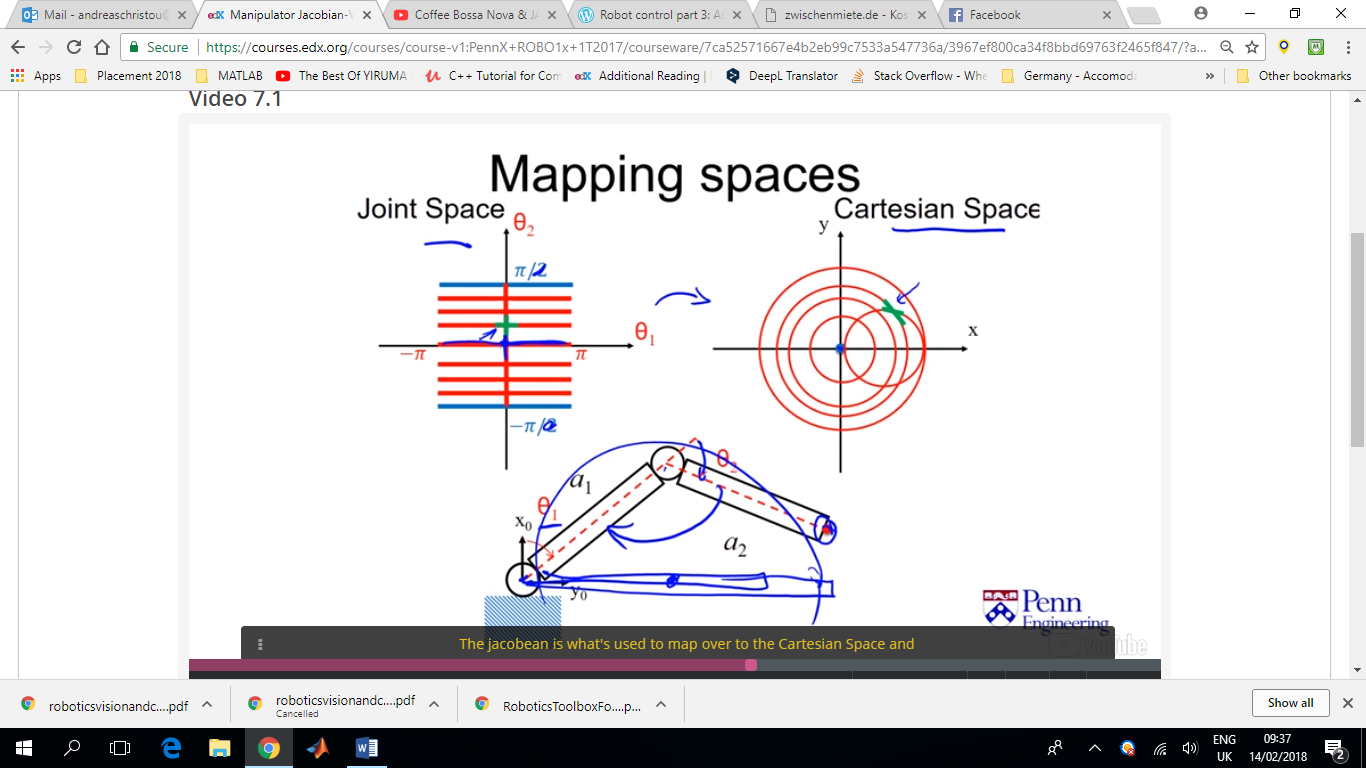 Mail - andreaschristou@
Manipulator Jacobian-
Coffee Bossa Nova & JA
Robot control part 3: A
zwischenmiete.de - Kos
Facebook
Secure
https://courses.edx.org/courses/course-v1:PennX+ROBO1x+1T2017/courseware/7ca52571667e4b2eb99c7533a547736a/3967ef800ca34f8bbd69763f2465f847/?a...
Apps
Placement 2018
MATLAB
The Best Of YIRUMA
C++ Tutorial for Com
Additional Reading |
DeepL Translator
Stack Overflow - Whe
Germany - Accomoda
»
Other bookmarks
Video 7.1
Mapping spaces
Joint Space
Cartesian Space
θ₂
y
π/2
θ₁
x
−π
π
−π/2
θ₂
a₁
θ₁
x₀
a₂
y₀
Penn
Engineering
YouTube
The jacobean is what's used to map over to the Cartesian Space and
roboticsvisionandc....pdf
roboticsvisionandc....pdf
Cancelled
RoboticsToolboxFo....p...
Show all
ENG
UK
09:37
14/02/2018
2